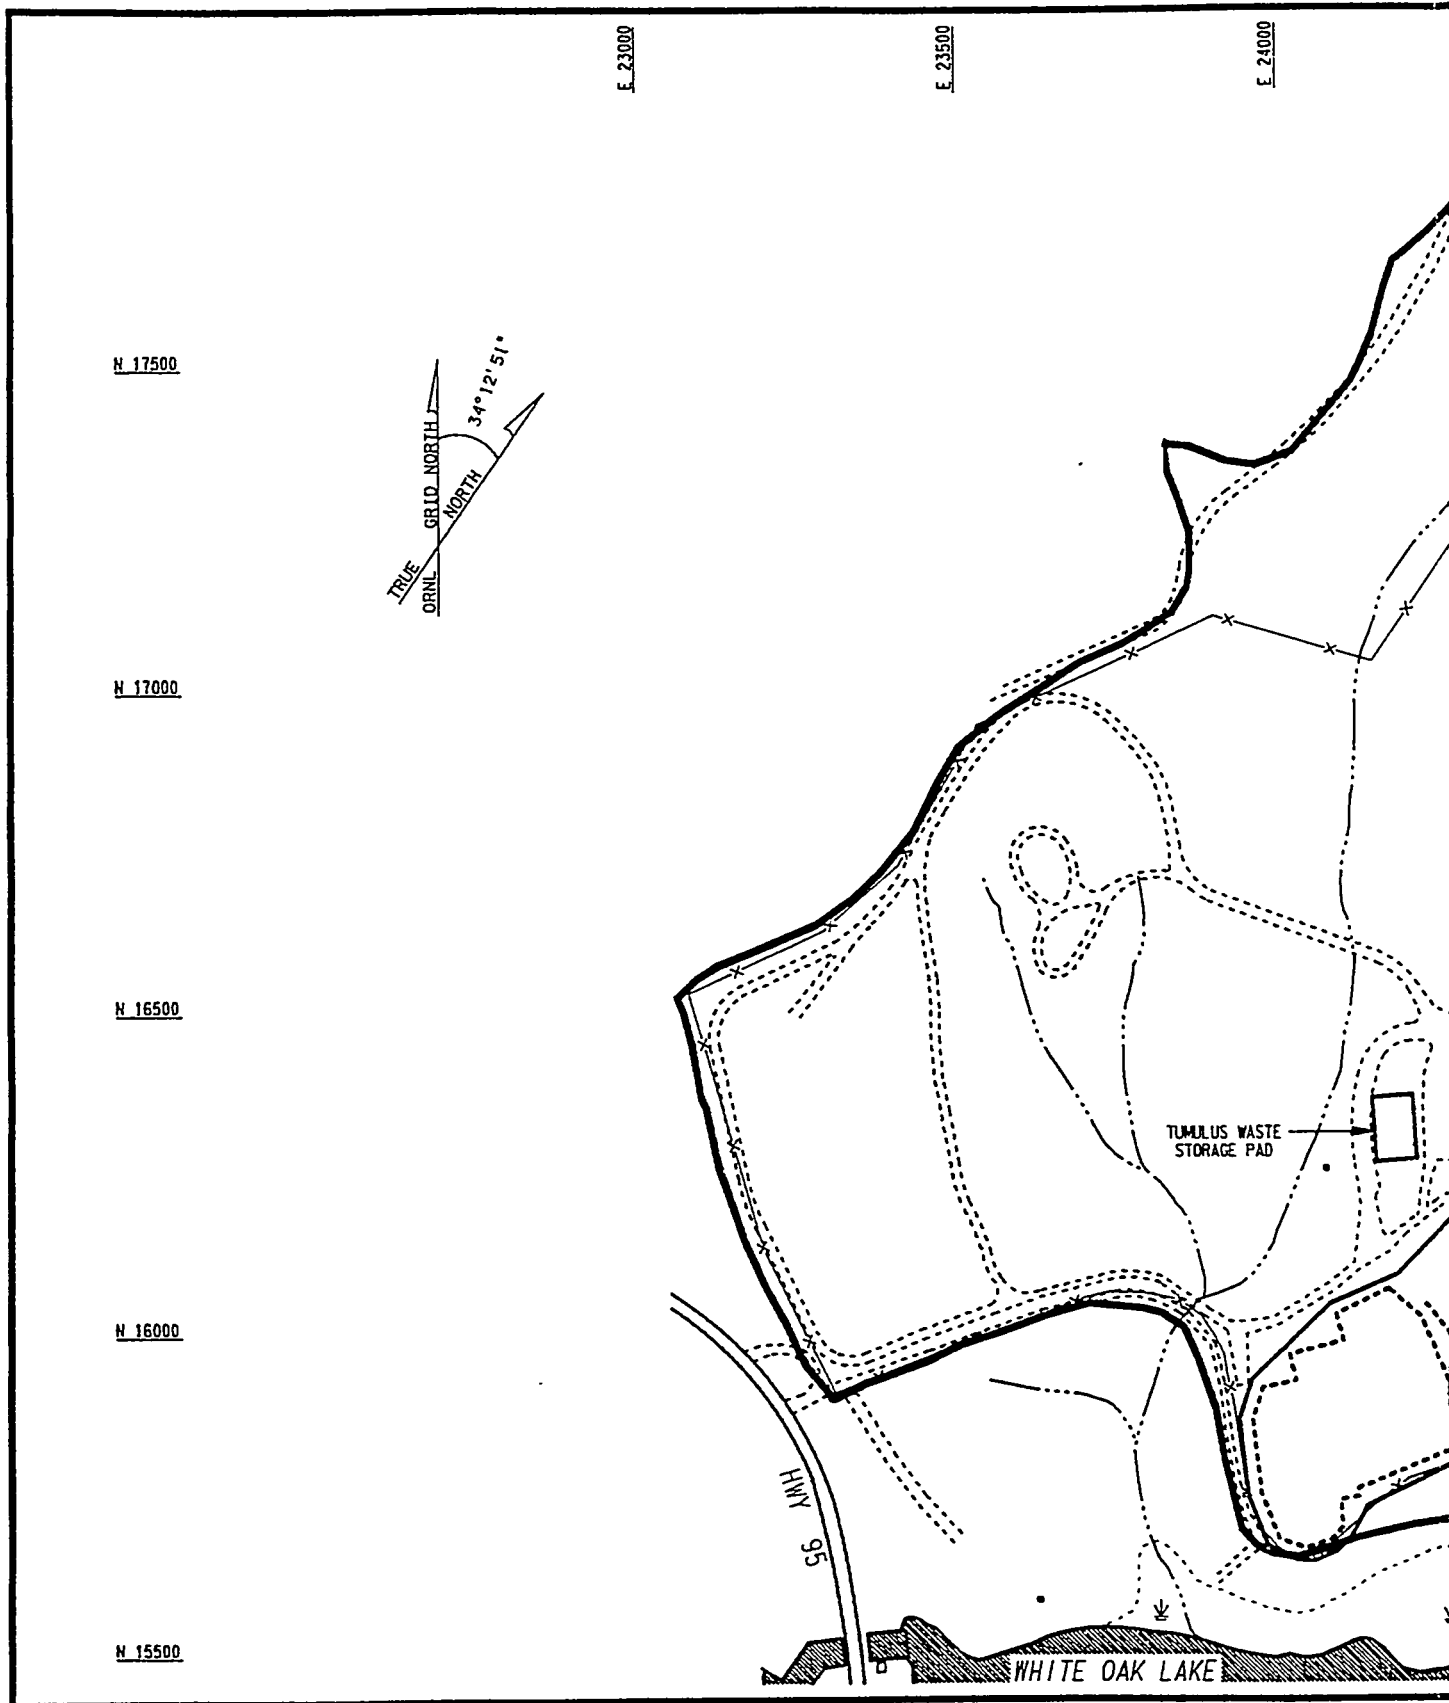 E 23000
E 23500
E 24000
N 17500
34°12'51"
ORNL GRID NORTH
TRUE NORTH
N 17000
N 16500
TUMULUS WASTE
STORAGE PAD
N 16000
HWY 95
N 15500
WHITE OAK LAKE